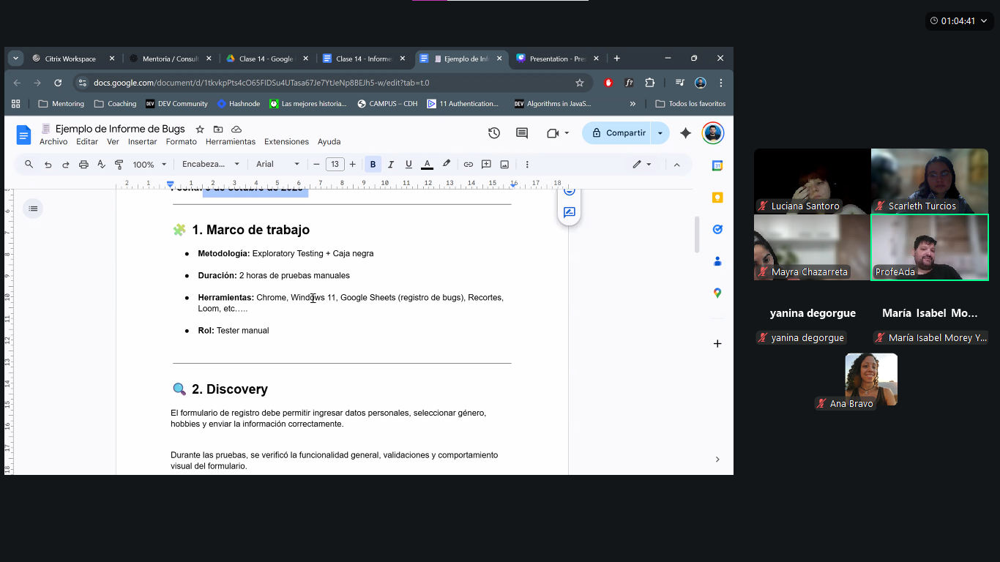 01:04:41
Citrix Workspace
Mentoria / Consult
Clase 14 - Google
Clase 14 - Informe
Ejemplo de Inf
Presentation - Pres
docs.google.com/document/d/1tkvkpPts4cO65FIDSu4UTasa67Je7YtUeNp8BEJh5-w/edit?tab=t.0
Mentoring
Coaching
DEV Community
Hashnode
Las mejores historia...
CAMPUS – CDH
11 Authentication...
DEV Algorithms in JavaS...
Todos los favoritos
Ejemplo de Informe de Bugs
Archivo Editar Ver Insertar Formato Herramientas Extensiones Ayuda
Compartir
100% Encabeza... Arial 13 B I U A
2 1 1 2 3 4 5 6 7 8 9 10 11 12 13 14 15 16 17 18
1. Marco de trabajo
Metodología: Exploratory Testing + Caja negra
Duración: 2 horas de pruebas manuales
Herramientas: Chrome, Windows 11, Google Sheets (registro de bugs), Recortes,
Loom, etc…..
Rol: Tester manual
2. Discovery
El formulario de registro debe permitir ingresar datos personales, seleccionar género,
hobbies y enviar la información correctamente.
Durante las pruebas, se verificó la funcionalidad general, validaciones y comportamiento
visual del formulario.
Luciana Santoro
Scarleth Turcios
Mayra Chazarreta
ProfeAda
yanina degorgue
María Isabel Mo...
yanina degorgue
María Isabel Morey Y...
Ana Bravo